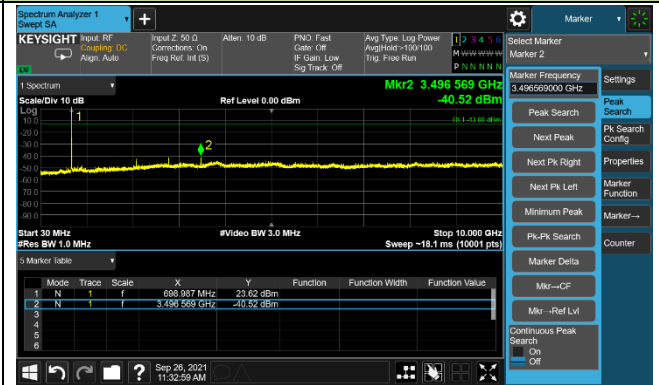 Spectrum Analyzer 1
Swept SA
Marker
KEYSIGHT
Input: RF
Coupling: DC
Align: Auto
Input Z: 50 Ω
Corrections: On
Freq Ref: Int (S)
Atten: 10 dB
PNO: Fast
Gate: Off
IF Gain: Low
Sig Track: Off
Avg Type: Log-Power
Avg|Hold:>100/100
Trig: Free Run
1 2 3 4 5 6
M W W W W W
P N N N N N
Select Marker
Marker 2
1 Spectrum
Mkr2 3.496 569 GHz
-40.52 dBm
Scale/Div 10 dB
Ref Level 0.00 dBm
Log
1
2
-10.0
-20.0
-30.0
-40.0
-50.0
-60.0
-70.0
-80.0
-90.0
DL1 -13.00 dBm
Start 30 MHz
#Res BW 1.0 MHz
#Video BW 3.0 MHz
Stop 10.000 GHz
Sweep ~18.1 ms (10001 pts)
5 Marker Table
Mode Trace Scale X Y Function Function Width Function Value
1 N 1 f 698.987 MHz 23.62 dBm
2 N 1 f 3.496 569 GHz -40.52 dBm
3
4
5
6
Marker Frequency
3.496569000 GHz
Peak Search
Next Peak
Next Pk Right
Next Pk Left
Minimum Peak
Pk-Pk Search
Marker Delta
Mkr→CF
Mkr→Ref Lvl
Continuous Peak
Search
On
Off
Settings
Peak
Search
Pk Search
Config
Properties
Marker
Function
Marker→
Counter
?
Sep 26, 2021
11:32:59 AM